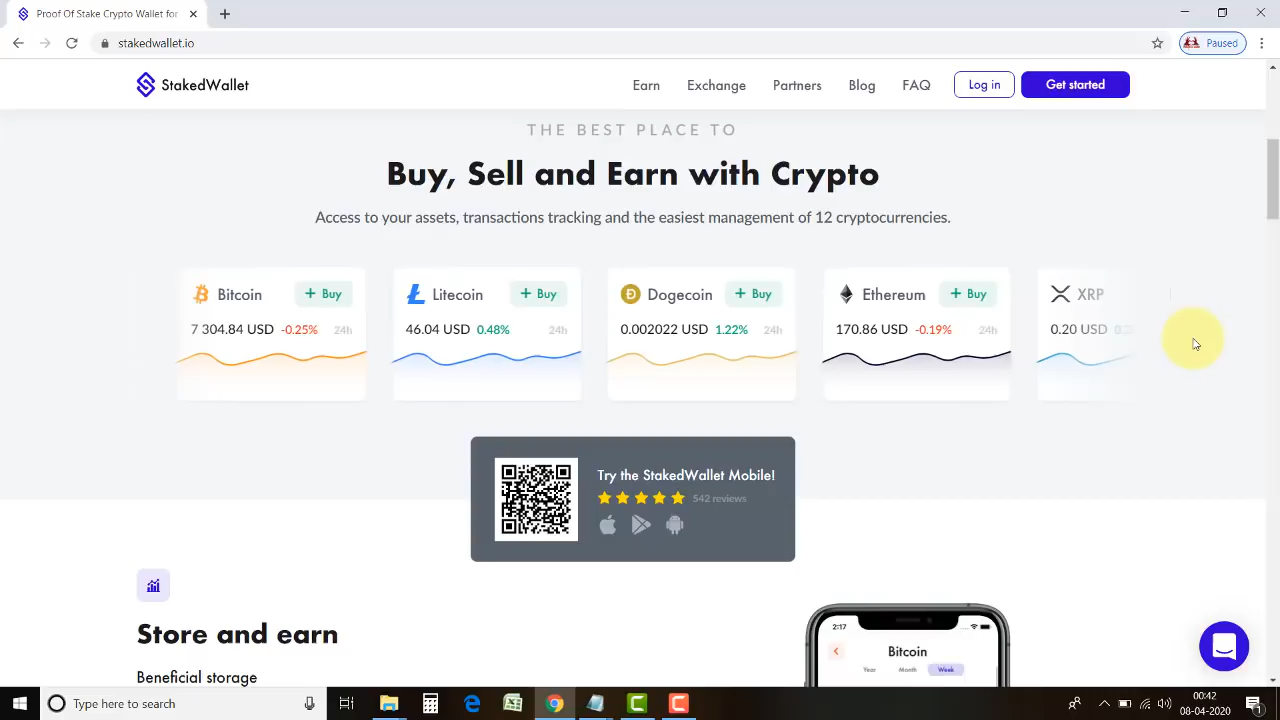 Proof Of Stake Crypto Wallet for
stakedwallet.io
Paused
StakedWallet
Earn
Exchange
Partners
Blog
FAQ
Log in
Get started
THE BEST PLACE TO
Buy, Sell and Earn with Crypto
Access to your assets, transactions tracking and the easiest management of 12 cryptocurrencies.
Bitcoin
+ Buy
7 304.84 USD -0.25% 24h
Litecoin
+ Buy
46.04 USD 0.48% 24h
Dogecoin
+ Buy
0.002022 USD 1.22% 24h
Ethereum
+ Buy
170.86 USD -0.19% 24h
XRP
0.20 USD
Try the StakedWallet Mobile!
542 reviews
Store and earn
Beneficial storage
2:17
Bitcoin
Year Month Week
Type here to search
00:42
08-04-2020